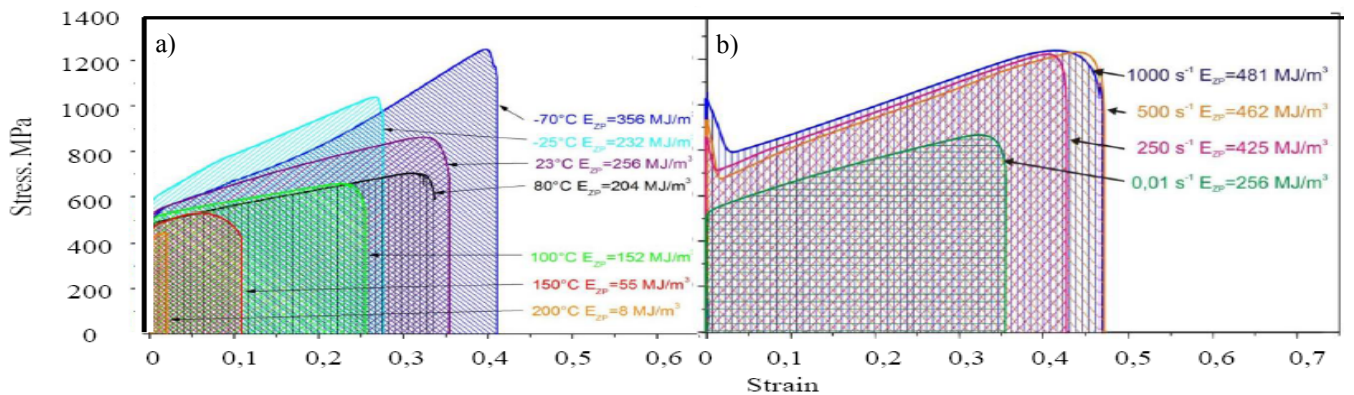 Stress. MPa
1400
1200
1000
800
600
400
200
0
a)
-70°C E_ZP=356 MJ/m³
-25°C E_ZP=232 MJ/m³
23°C E_ZP=256 MJ/m³
80°C E_ZP=204 MJ/m³
100°C E_ZP=152 MJ/m³
150°C E_ZP=55 MJ/m³
200°C E_ZP=8 MJ/m³
0 0,1 0,2 0,3 0,4 0,5 0,6
b)
1000 s⁻¹ E_ZP=481 MJ/m³
500 s⁻¹ E_ZP=462 MJ/m³
250 s⁻¹ E_ZP=425 MJ/m³
0,01 s⁻¹ E_ZP=256 MJ/m³
0 0,1 0,2 0,3 0,4 0,5 0,6 0,7
Strain